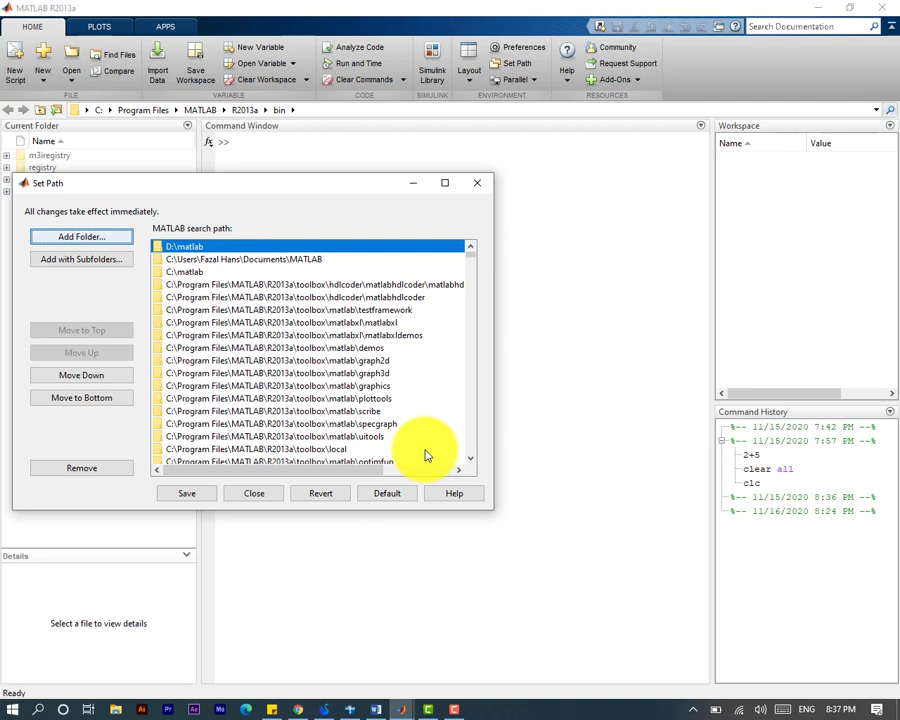 MATLAB R2013a
HOME
PLOTS
APPS
Search Documentation
New Script
New
Open
Find Files
Compare
Import Data
Save Workspace
New Variable
Open Variable
Clear Workspace
Analyze Code
Run and Time
Clear Commands
Simulink Library
Layout
Preferences
Set Path
Parallel
Help
Community
Request Support
Add-Ons
FILE
VARIABLE
CODE
SIMULINK
ENVIRONMENT
RESOURCES
C: Program Files MATLAB R2013a bin
Current Folder
Name
m3iregistry
registry
Command Window
fx >>
Workspace
Name
Value
Set Path
All changes take effect immediately.
MATLAB search path:
Add Folder...
Add with Subfolders...
Move to Top
Move Up
Move Down
Move to Bottom
Remove
D:\matlab
C:\Users\Fazal Hans\Documents\MATLAB
C:\matlab
C:\Program Files\MATLAB\R2013a\toolbox\hdlcoder\matlabhdlcoder\matlabhd
C:\Program Files\MATLAB\R2013a\toolbox\hdlcoder\matlabhdlcoder
C:\Program Files\MATLAB\R2013a\toolbox\matlab\testframework
C:\Program Files\MATLAB\R2013a\toolbox\matlabxl\matlabxl
C:\Program Files\MATLAB\R2013a\toolbox\matlabxl\matlabxldemos
C:\Program Files\MATLAB\R2013a\toolbox\matlab\demos
C:\Program Files\MATLAB\R2013a\toolbox\matlab\graph2d
C:\Program Files\MATLAB\R2013a\toolbox\matlab\graph3d
C:\Program Files\MATLAB\R2013a\toolbox\matlab\graphics
C:\Program Files\MATLAB\R2013a\toolbox\matlab\plottools
C:\Program Files\MATLAB\R2013a\toolbox\matlab\scribe
C:\Program Files\MATLAB\R2013a\toolbox\matlab\specgraph
C:\Program Files\MATLAB\R2013a\toolbox\matlab\uitools
C:\Program Files\MATLAB\R2013a\toolbox\local
C:\Program Files\MATLAB\R2013a\toolbox\matlab\optimfun
Save
Close
Revert
Default
Help
Command History
%-- 11/15/2020 7:42 PM --%
%-- 11/15/2020 7:57 PM --%
2+5
clear all
clc
%-- 11/15/2020 8:36 PM --%
%-- 11/16/2020 8:24 PM --%
Details
Select a file to view details
Ready
Ai
Pr
Ae
Me
ENG
8:37 PM